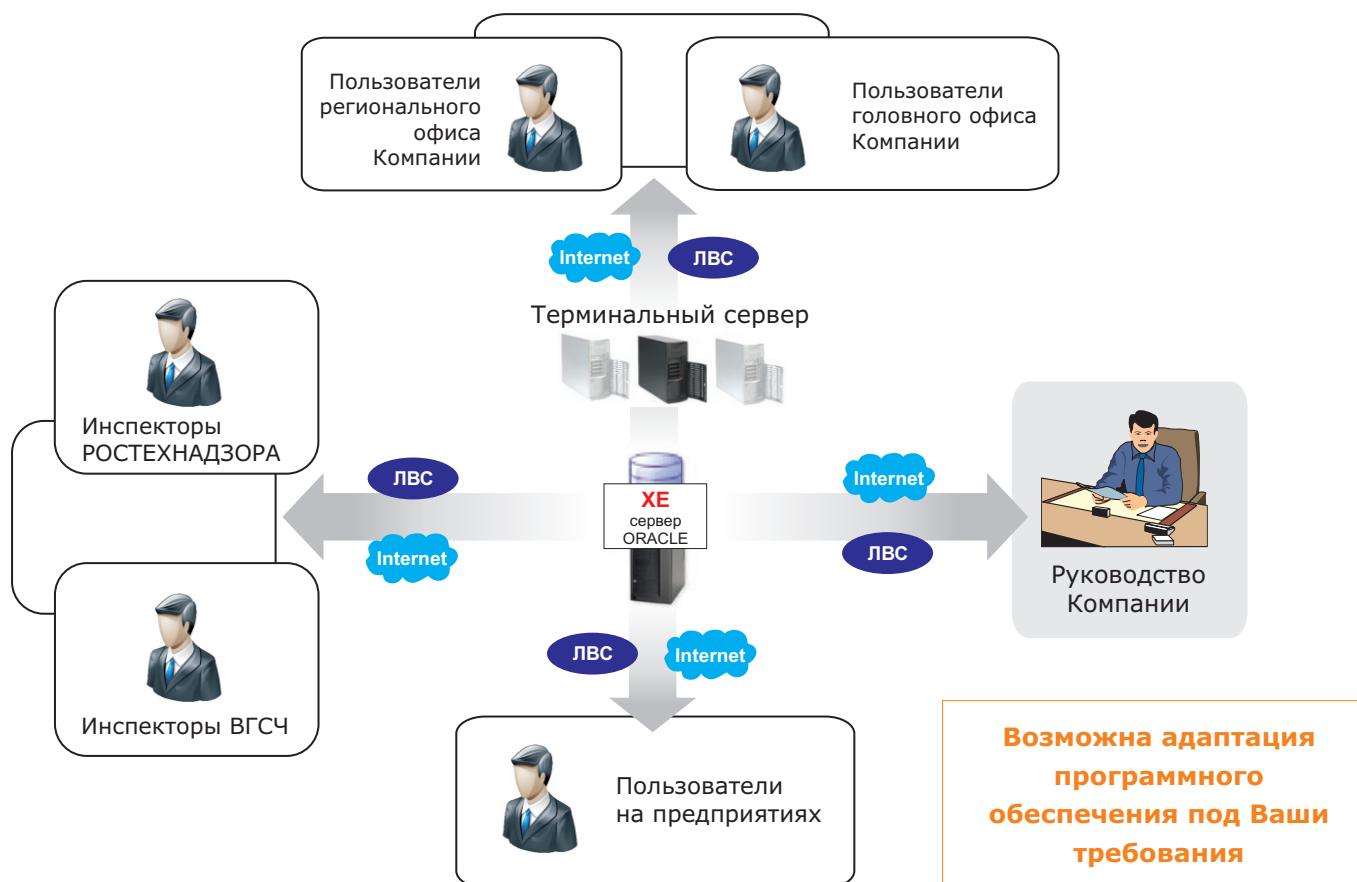 Пользователи
регионального
офиса
Компании
Пользователи
головного офиса
Компании
Internet
ЛВС
Терминальный сервер
Инспекторы
РОСТЕХНАДЗОРА
ЛВС
Internet
XE
сервер
ORACLE
Internet
ЛВС
Руководство
Компании
Инспекторы ВГСЧ
ЛВС
Internet
Пользователи
на предприятиях
Возможна адаптация
программного
обеспечения под Ваши
требования